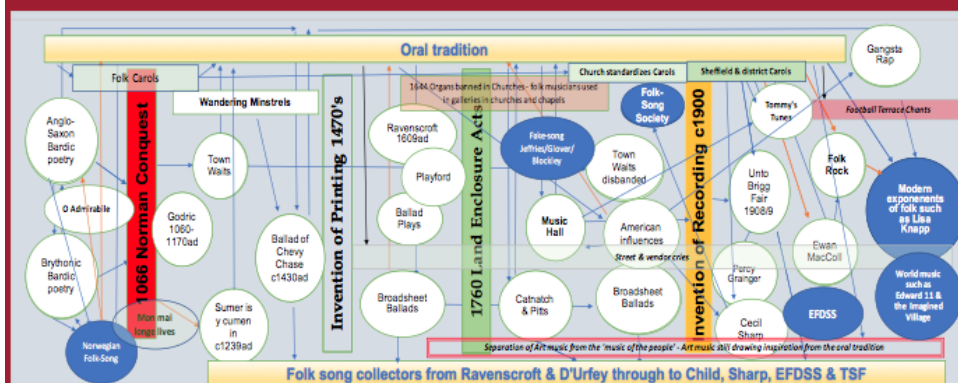 Oral tradition
Gangsta
Rap
Folk Carols
Church standardizes Carols
Sheffield & district Carols
1644 Organs banned in Churches - folk musicians used
in galleries in churches and chapels
Wandering Minstrels
Folk-
Song
Society
Tommy's
Tunes
Football Terrace Chants
Anglo-
Saxon
Bardic
poetry
1066 Norman Conquest
Town
Waits
Invention of Printing 1470's
Ravenscroft
1609ad
Playford
Ballad
Plays
1760 Land Enclosure Acts
Fake-song
Jeffries/Glover/
Blockley
Town
Waits
disbanded
Invention of Recording c1900
Unto
Brigg
Fair
1908/9
Folk
Rock
Modern
exponenents
of folk such
as Lisa
Knapp
O Admirabile
Godric
1060-
1170ad
Ballad of
Chevy
Chase
c1430ad
Music
Hall
American
influences
Street & vendor cries
Ewan
MacColl
Brythonic
Bardic
poetry
Percy
Grainger
World music
such as
Edward 11 &
the Imagined
Village
Norwegian
Folk-Song
Sumer is
y cumen
in
c1239ad
Broadsheet
Ballads
Catnatch
& Pitts
Broadsheet
Ballads
Cecil
Sharp
EFDSS
Separation of Art music from the 'music of the people' - Art music still drawing inspiration from the oral tradition
Folk song collectors from Ravenscroft & D'Urfey through to Child, Sharp, EFDSS & TSF